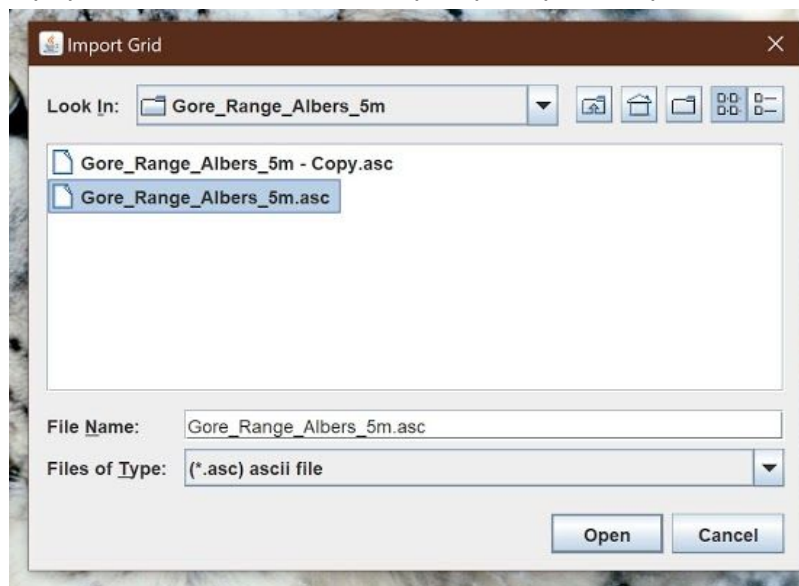 Import Grid
Look In: Gore_Range_Albers_5m
Gore_Range_Albers_5m - Copy.asc
Gore_Range_Albers_5m.asc
File Name: Gore_Range_Albers_5m.asc
Files of Type: (*.asc) ascii file
Open Cancel